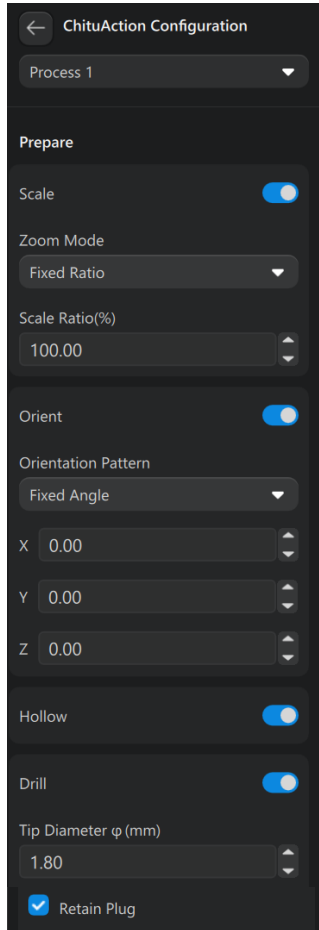 ChituAction Configuration
Process 1
Prepare
Scale
Zoom Mode
Fixed Ratio
Scale Ratio(%)
100.00
Orient
Orientation Pattern
Fixed Angle
X 0.00
Y 0.00
Z 0.00
Hollow
Drill
Tip Diameter φ (mm)
1.80
Retain Plug